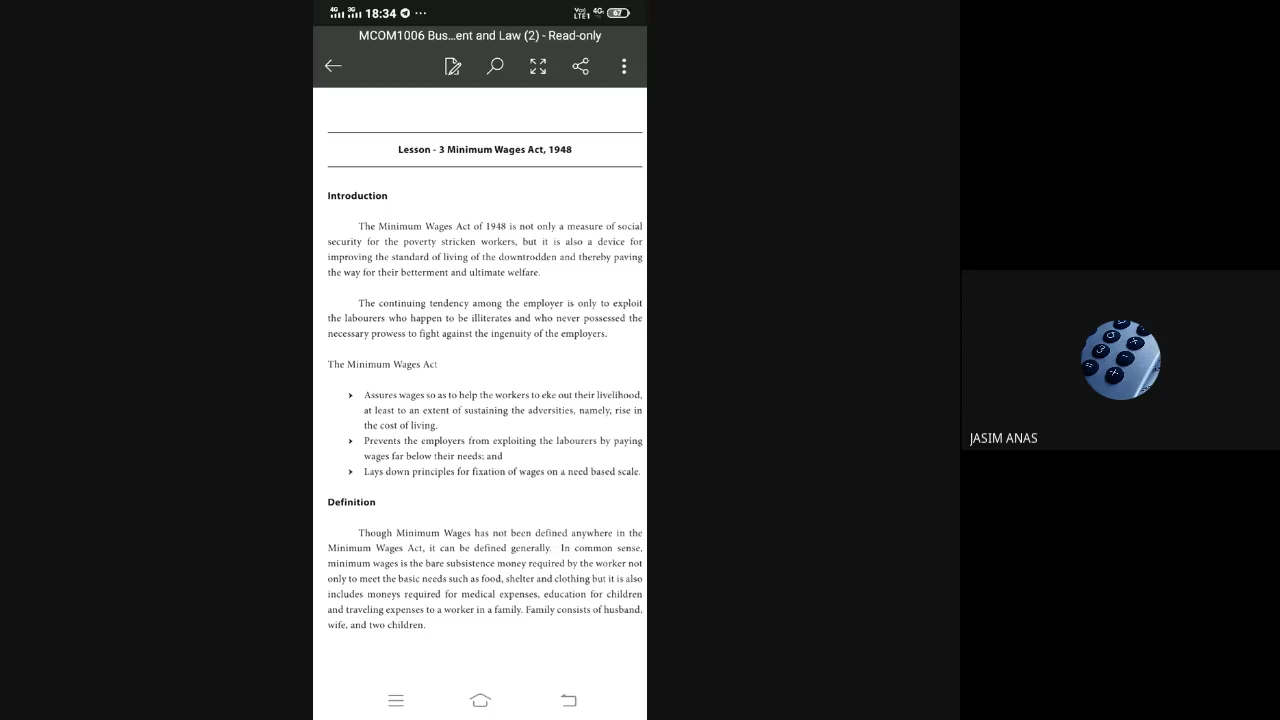 4G 3G 18:34 ...
Vo) LTE1 4G 67
MCOM1006 Bus...ent and Law (2) - Read-only
Lesson - 3 Minimum Wages Act, 1948
Introduction
The Minimum Wages Act of 1948 is not only a measure of social
security for the poverty stricken workers, but it is also a device for
improving the standard of living of the downtrodden and thereby paving
the way for their betterment and ultimate welfare.
The continuing tendency among the employer is only to exploit
the labourers who happen to be illiterates and who never possessed the
necessary prowess to fight against the ingenuity of the employers.
The Minimum Wages Act
Assures wages so as to help the workers to eke out their livelihood,
at least to an extent of sustaining the adversities, namely, rise in
the cost of living.
Prevents the employers from exploiting the labourers by paying
wages far below their needs; and
Lays down principles for fixation of wages on a need based scale.
Definition
Though Minimum Wages has not been defined anywhere in the
Minimum Wages Act, it can be defined generally. In common sense,
minimum wages is the bare subsistence money required by the worker not
only to meet the basic needs such as food, shelter and clothing but it is also
includes moneys required for medical expenses, education for children
and traveling expenses to a worker in a family. Family consists of husband,
wife, and two children.
JASIM ANAS